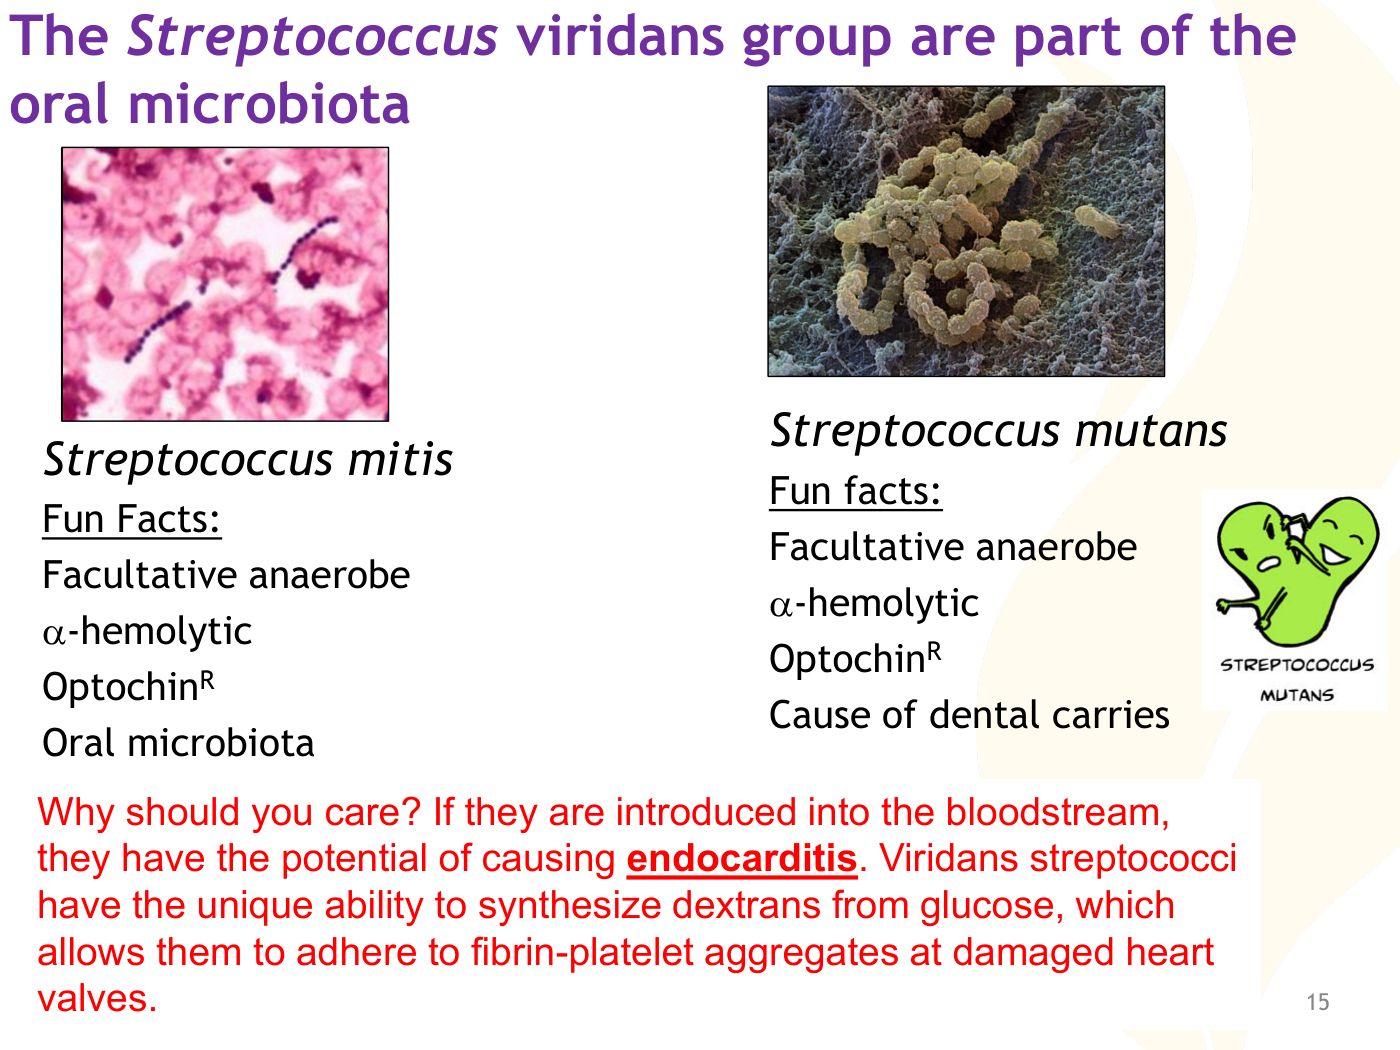 The Streptococcus viridans group are part of the
oral microbiota
Streptococcus mitis
Fun Facts:
Facultative anaerobe
α-hemolytic
OptochinR
Oral microbiota
Streptococcus mutans
Fun facts:
Facultative anaerobe
α-hemolytic
OptochinR
Cause of dental carries
STREPTOCOCCUS
MUTANS
Why should you care? If they are introduced into the bloodstream,
they have the potential of causing endocarditis. Viridans streptococci
have the unique ability to synthesize dextrans from glucose, which
allows them to adhere to fibrin-platelet aggregates at damaged heart
valves.
15